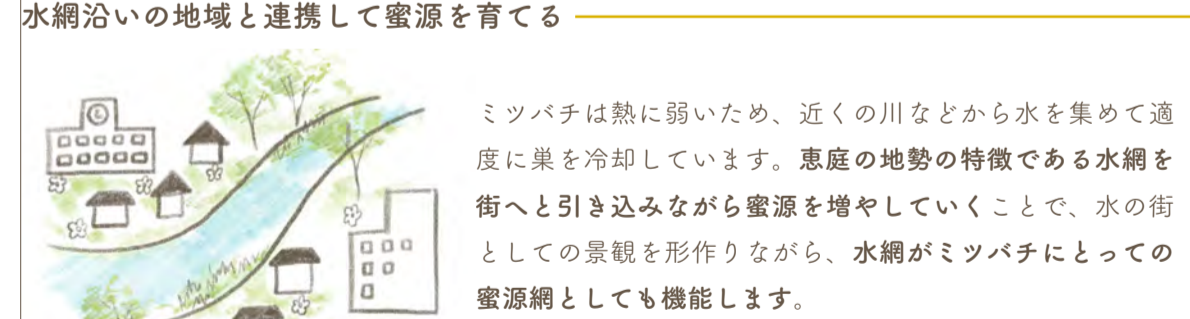 水網沿いの地域と連携して蜜源を育てる
ミツバチは熱に弱いため、近くの川などから水を集めて適
度に巣を冷却しています。恵庭の地勢の特徴である水網を
街へと引き込みながら蜜源を増やしていくことで、水の街
としての景観を形作りながら、水網がミツバチにとっての
蜜源網としても機能します。